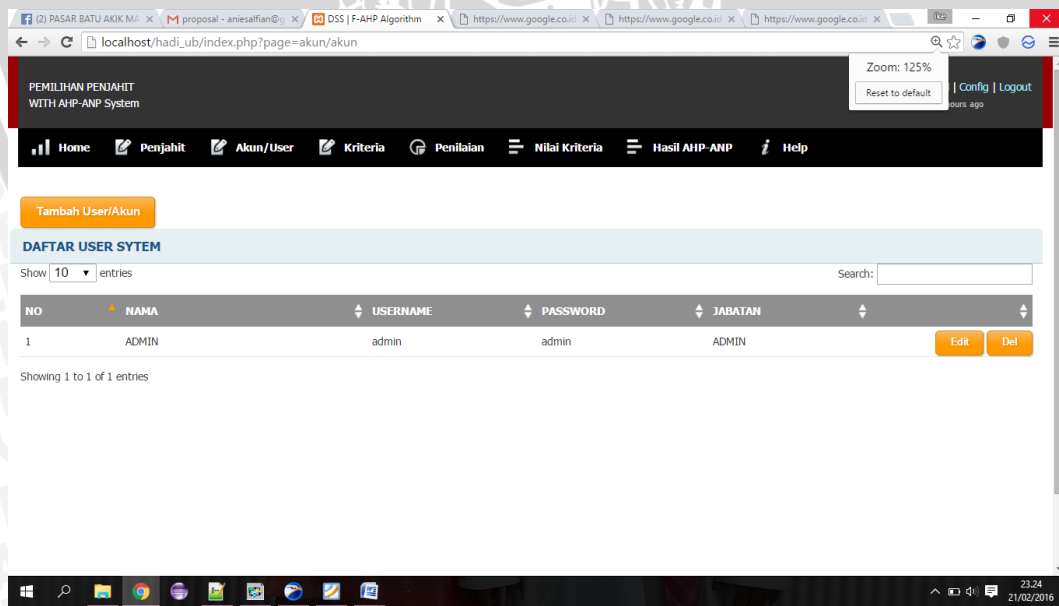 (2) PASAR BATU AKIK MA
proposal - aniesalfian@g
DSS | F-AHP Algorithm
https://www.google.co.id
https://www.google.co.id
https://www.google.co.id
ike
localhost/hadi_ub/index.php?page=akun/akun
Zoom: 125%
Reset to default
PEMILIHAN PENJAHIT
WITH AHP-ANP System
| Config | Logout
hours ago
Home Penjahit Akun/User Kriteria Penilaian Nilai Kriteria Hasil AHP-ANP Help
Tambah User/Akun
DAFTAR USER SYTEM
Show 10 entries Search:
NO NAMA USERNAME PASSWORD JABATAN
1 ADMIN admin admin ADMIN Edit Del
Showing 1 to 1 of 1 entries
23.24
21/02/2016